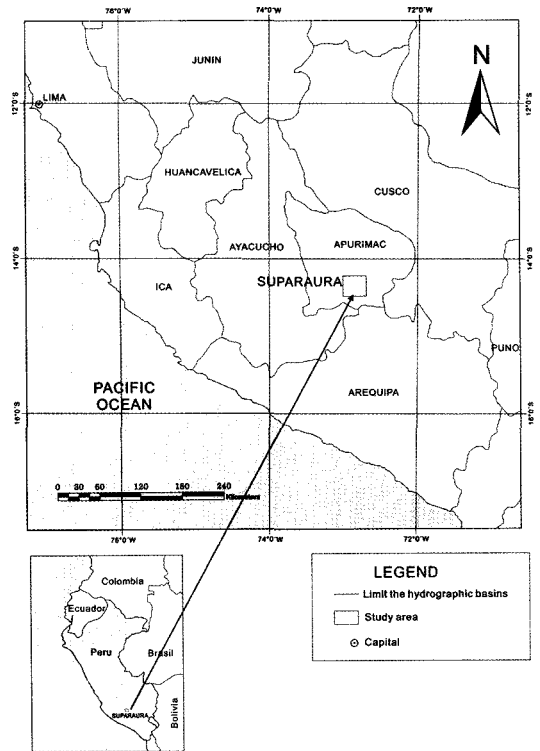 76°0'W 74°0'W 72°0'W
JUNIN
N
LIMA
12°0'S 12°0'S
HUANCAVELICA
CUSCO
AYACUCHO
APURIMAC
14°0'S 14°0'S
SUPARAURA
ICA
PUNO
PACIFIC
OCEAN
AREQUIPA
16°0'S 16°0'S
0 30 60 120 180 240
Kilometers
76°0'W 74°0'W 72°0'W
Colombia
Ecuador
Peru
Brasil
SUPARAURA
Bolivia
LEGEND
Limit the hydrographic basins
Study area
Capital